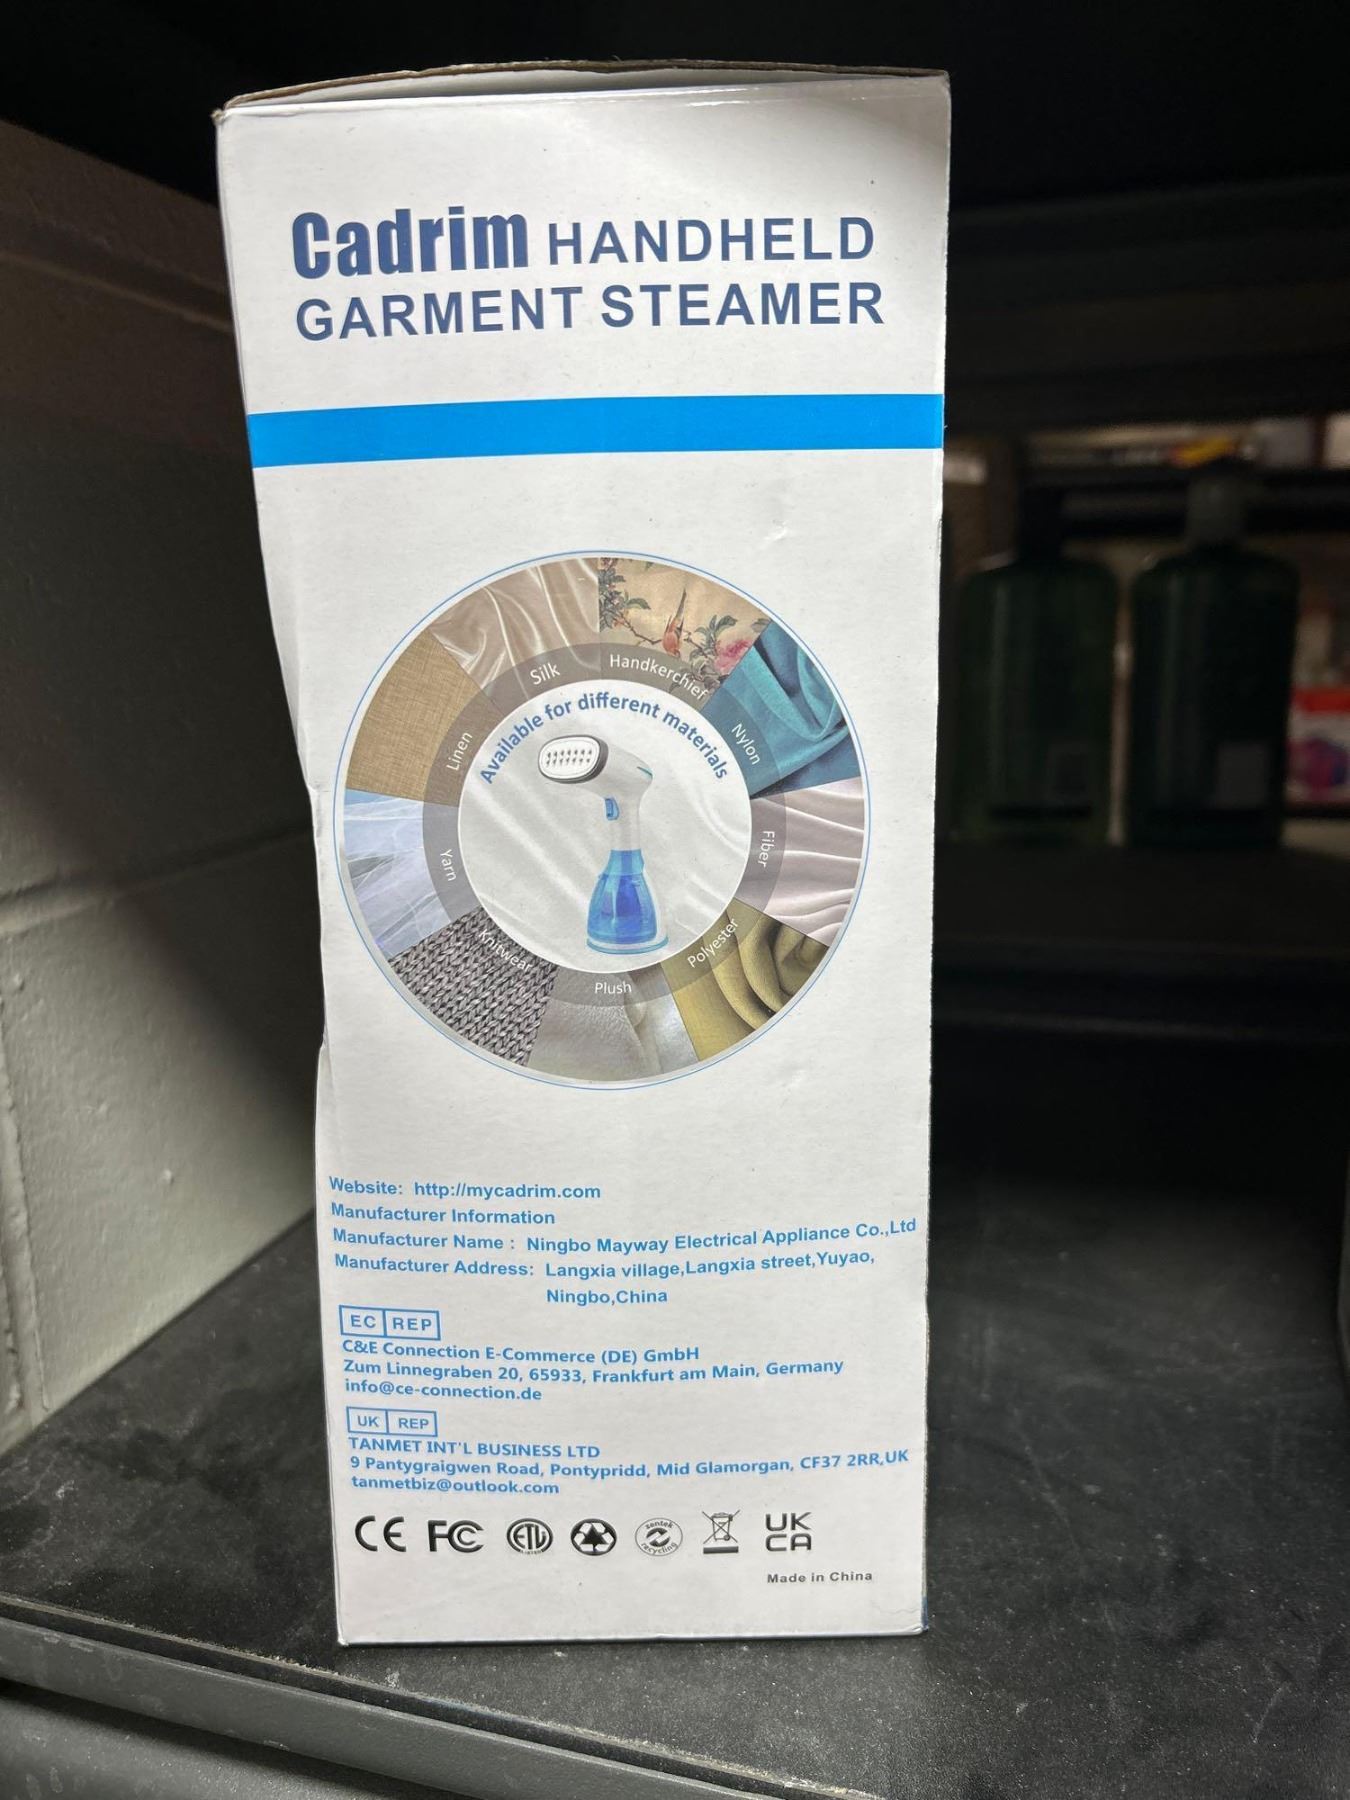 Cadrim HANDHELD
GARMENT STEAMER
Silk
Handkerchief
Nylon
Fiber
Polyester
Plush
Knitwear
Yarn
Linen
Available for different materials
Website: http://mycadrim.com
Manufacturer Information
Manufacturer Name : Ningbo Mayway Electrical Appliance Co.,Ltd
Manufacturer Address: Langxia village,Langxia street,Yuyao,
Ningbo,China
EC REP
C&E Connection E-Commerce (DE) GmbH
Zum Linnegraben 20, 65933, Frankfurt am Main, Germany
info@ce-connection.de
UK REP
TANMET INT'L BUSINESS LTD
9 Pantygraigwen Road, Pontypridd, Mid Glamorgan, CF37 2RR,UK
tanmetbiz@outlook.com
CE FC ETL LISTED zentek recycling UK
CA
Made in China